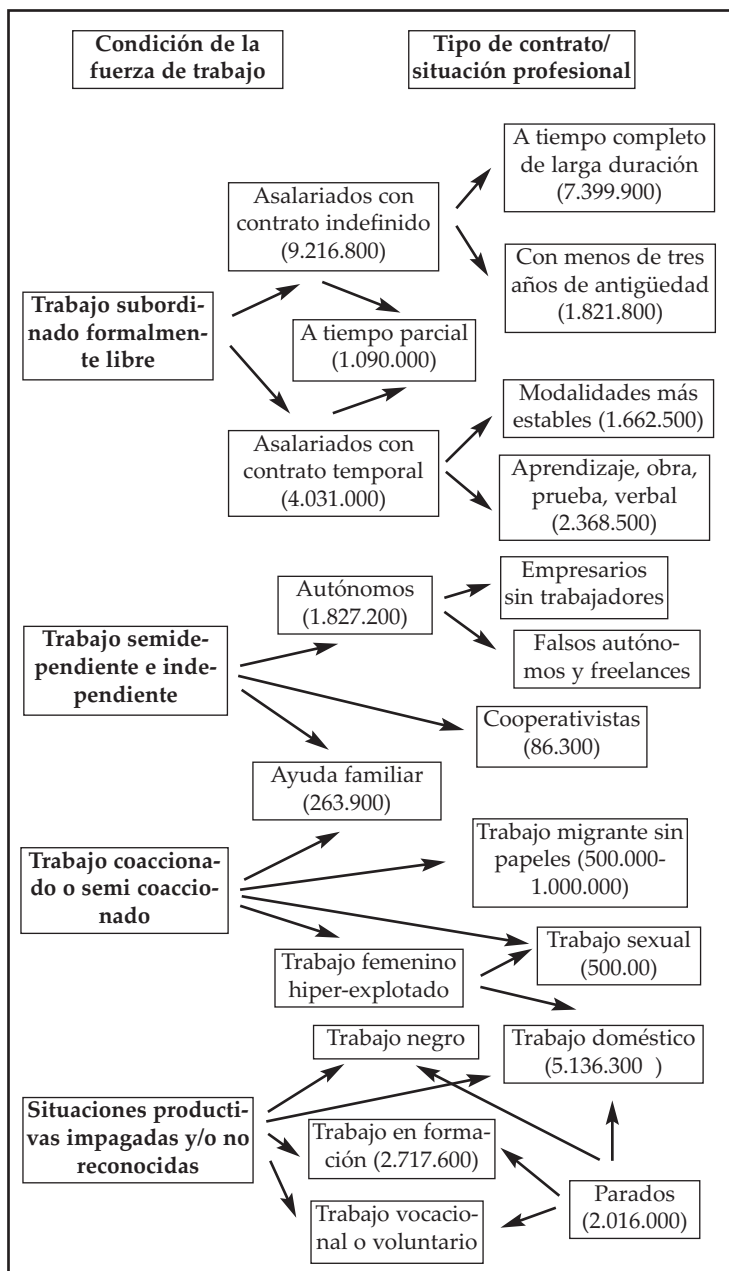 Condición de la
fuerza de trabajo
Tipo de contrato/
situación profesional
A tiempo completo
de larga duración
(7.399.900)
Asalariados con
contrato indefinido
(9.216.800)
Con menos de tres
años de antigüedad
(1.821.800)
Trabajo subordi-
nado formalmen-
te libre
A tiempo parcial
(1.090.000)
Modalidades más
estables (1.662.500)
Asalariados con
contrato temporal
(4.031.000)
Aprendizaje, obra,
prueba, verbal
(2.368.500)
Autónomos
(1.827.200)
Empresarios
sin trabajadores
Trabajo semide-
pendiente e inde-
pendiente
Falsos autóno-
mos y freelances
Cooperativistas
(86.300)
Ayuda familiar
(263.900)
Trabajo migrante sin
papeles (500.000-
1.000.000)
Trabajo cocacciona-
do o semi coaccio-
nado
Trabajo sexual
(500.00)
Trabajo femenino
hiper-explotado
Trabajo negro
Trabajo doméstico
(5.136.300 )
Situaciones producti-
vas impagadas y/o no
reconocidas
Trabajo en forma-
ción (2.717.600)
Parados
(2.016.000)
Trabajo vocacio-
nal o voluntario